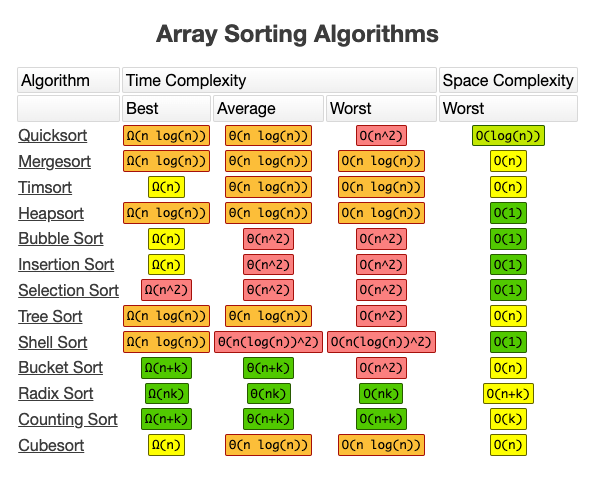 Array Sorting Algorithms
Algorithm Time Complexity Space Complexity
Best Average Worst Worst
Quicksort Ω(n log(n)) Θ(n log(n)) O(n^2) O(log(n))
Mergesort Ω(n log(n)) Θ(n log(n)) O(n log(n)) O(n)
Timsort Ω(n) Θ(n log(n)) O(n log(n)) O(n)
Heapsort Ω(n log(n)) Θ(n log(n)) O(n log(n)) O(1)
Bubble Sort Ω(n) Θ(n^2) O(n^2) O(1)
Insertion Sort Ω(n) Θ(n^2) O(n^2) O(1)
Selection Sort Ω(n^2) Θ(n^2) O(n^2) O(1)
Tree Sort Ω(n log(n)) Θ(n log(n)) O(n^2) O(n)
Shell Sort Ω(n log(n)) Θ(n(log(n))^2) O(n(log(n))^2) O(1)
Bucket Sort Ω(n+k) Θ(n+k) O(n^2) O(n)
Radix Sort Ω(nk) Θ(nk) O(nk) O(n+k)
Counting Sort Ω(n+k) Θ(n+k) O(n+k) O(k)
Cubesort Ω(n) Θ(n log(n)) O(n log(n)) O(n)